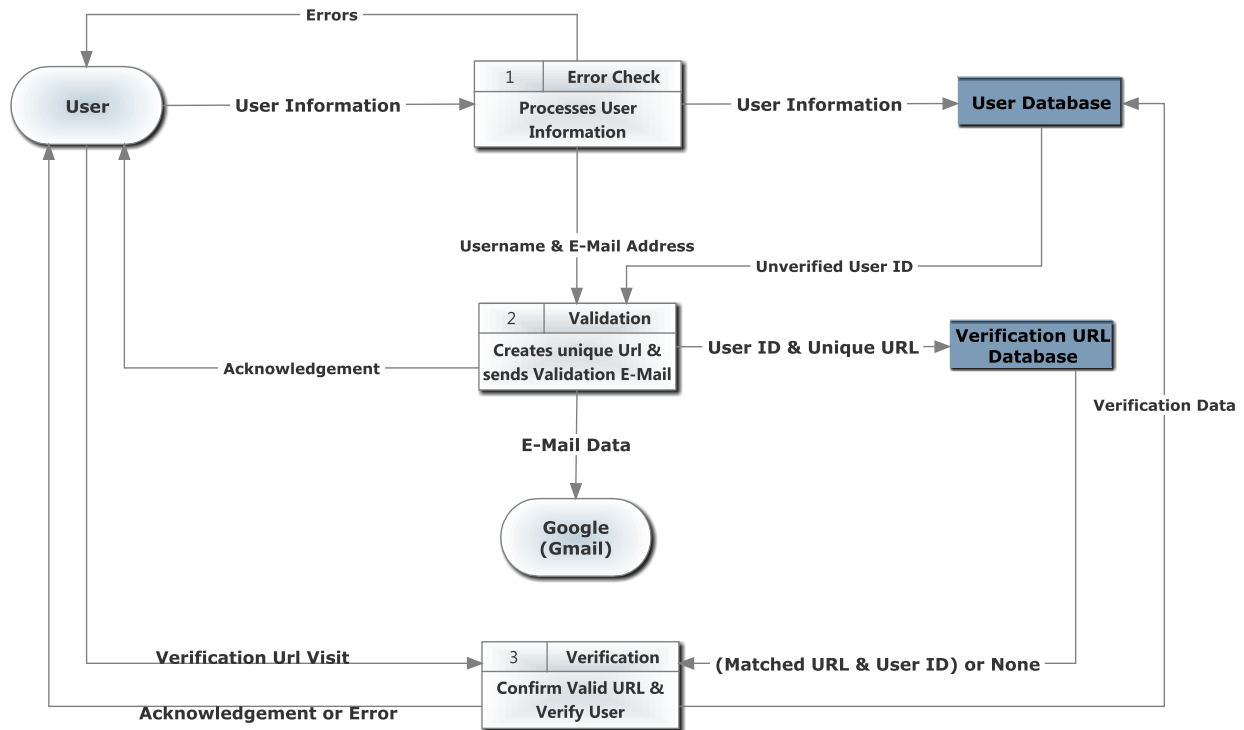 Errors
User
User Information
1
Error Check
Processes User
Information
User Information
User Database
Username & E-Mail Address
Unverified User ID
2
Validation
Creates unique Url &
sends Validation E-Mail
User ID & Unique URL
Verification URL
Database
Acknowledgement
Verification Data
E-Mail Data
Google
(Gmail)
Verification Url Visit
3
Verification
Confirm Valid URL &
Verify User
(Matched URL & User ID) or None
Acknowledgement or Error